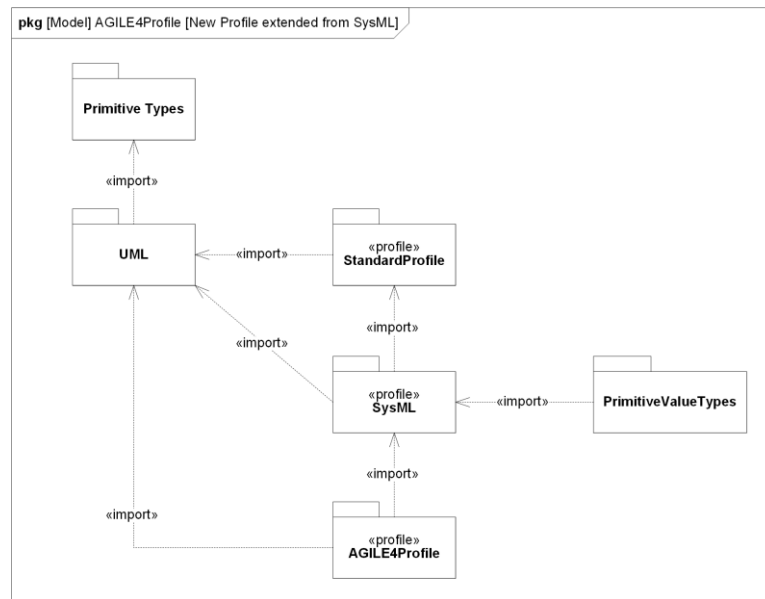 pkg [Model] AGILE4Profile [New Profile extended from SysML]
Primitive Types
«import»
UML
«import»
«profile»
StandardProfile
«import»
«import»
«profile»
SysML
«import»
PrimitiveValueTypes
«import»
«import»
«profile»
AGILE4Profile